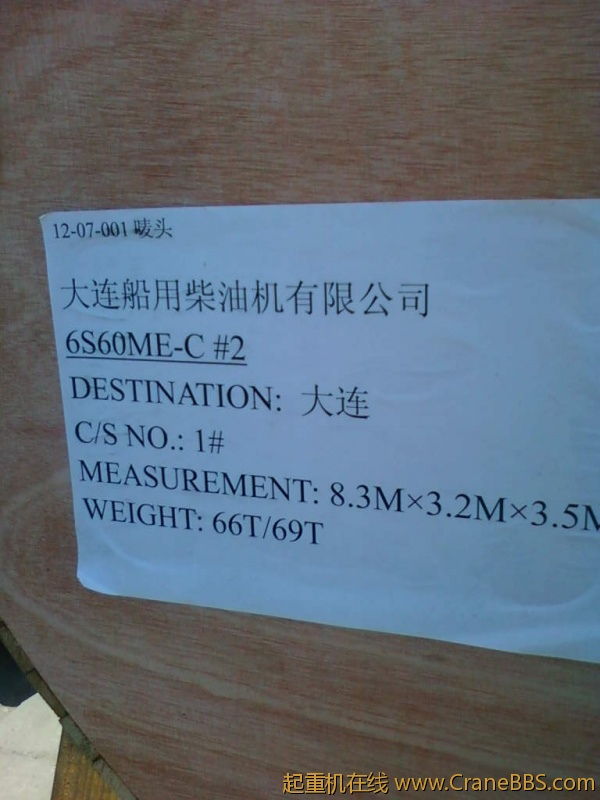 12-07-001 唛头
大连船用柴油机有限公司
6S60ME-C #2
DESTINATION: 大连
C/S NO.: 1#
MEASUREMENT: 8.3M×3.2M×3.5M
WEIGHT: 66T/69T
起重机在线 www.CraneBBS.com